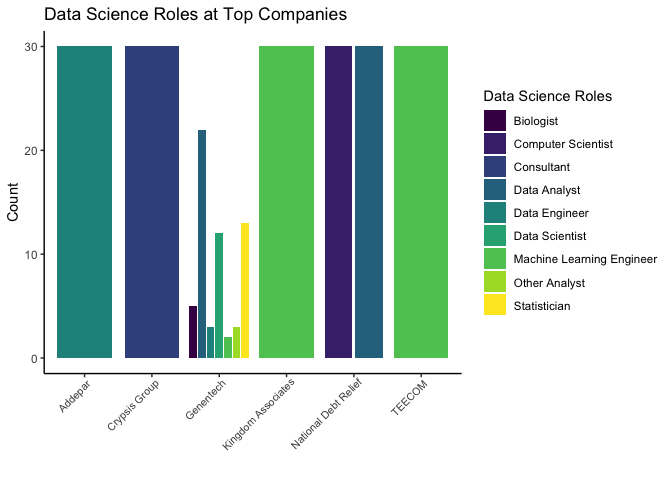 Data Science Roles at Top Companies
30
20
10
0
Count
Addepar
Crypsis Group
Genentech
Kingdom Associates
National Debt Relief
TEECOM
Data Science Roles
Biologist
Computer Scientist
Consultant
Data Analyst
Data Engineer
Data Scientist
Machine Learning Engineer
Other Analyst
Statistician